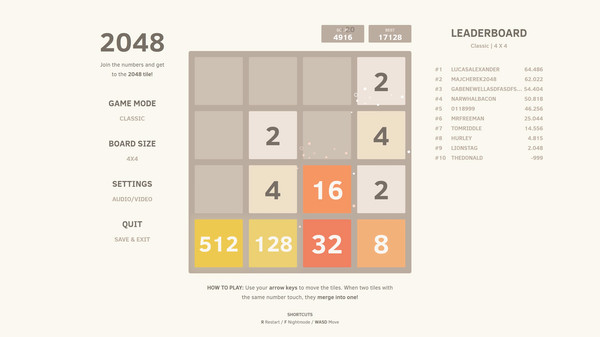 2048
Join the numbers and get
to the 2048 tile!
GAME MODE
CLASSIC
BOARD SIZE
4X4
SETTINGS
AUDIO/VIDEO
QUIT
SAVE & EXIT
4916
BEST
17128
2
2
4
4
16
2
512
128
32
8
HOW TO PLAY: Use your arrow keys to move the tiles. When two tiles with
the same number touch, they merge into one!
SHORTCUTS
R Restart / F Nightmode / WASD Move
LEADERBOARD
Classic | 4 X 4
#1 LUCASALEXANDER 64.486
#2 MAJCHEREK2048 62.022
#3 GABENEWELLASDFASDFS... 54.404
#4 NARWHALBACON 50.818
#5 0118999 46.256
#6 MRFREEMAN 25.044
#7 TOMRIDDLE 14.556
#8 HURLEY 4.815
#9 LIONSTAG 2.048
#10 THEDONALD -999